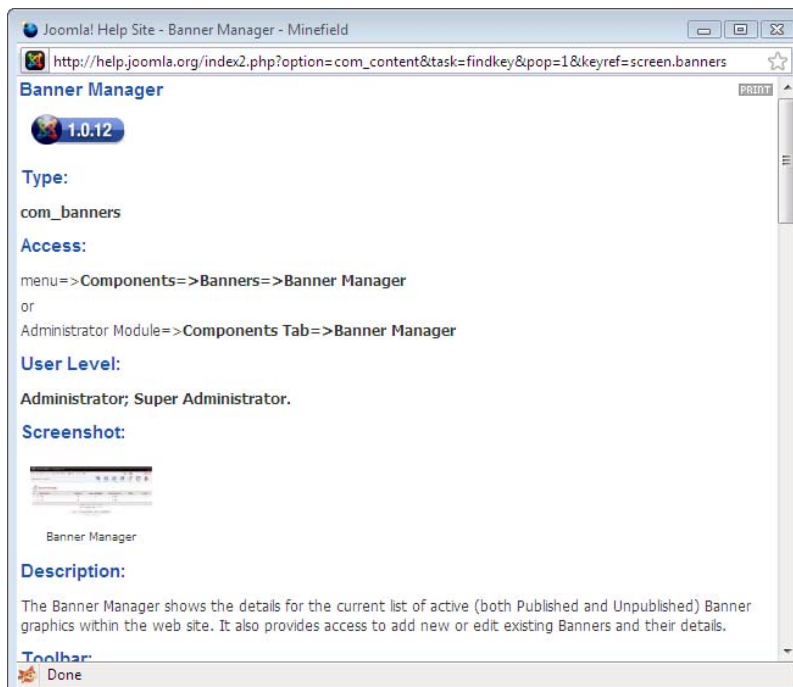 Joomla! Help Site - Banner Manager - Minefield
http://help.joomla.org/index2.php?option=com_content&task=findkey&pop=1&keyref=screen.banners
Banner Manager
PRINT
1.0.12
Type:
com_banners
Access:
menu=>Components=>Banners=>Banner Manager
or
Administrator Module=>Components Tab=>Banner Manager
User Level:
Administrator; Super Administrator.
Screenshot:
Banner Manager
Description:
The Banner Manager shows the details for the current list of active (both Published and Unpublished) Banner
graphics within the web site. It also provides access to add new or edit existing Banners and their details.
Toolbar:
Done